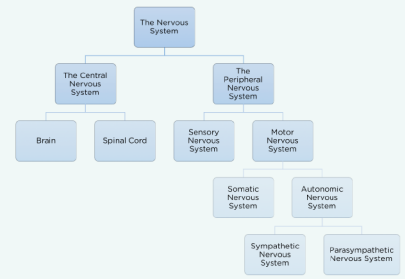 The Nervous
System
The Central
Nervous
System
The
Peripheral
Nervous
System
Brain
Spinal Cord
Sensory
Nervous
System
Motor
Nervous
System
Somatic
Nervous
System
Autonomic
Nervous
System
Sympathetic
Nervous
System
Parasympathetic
Nervous System